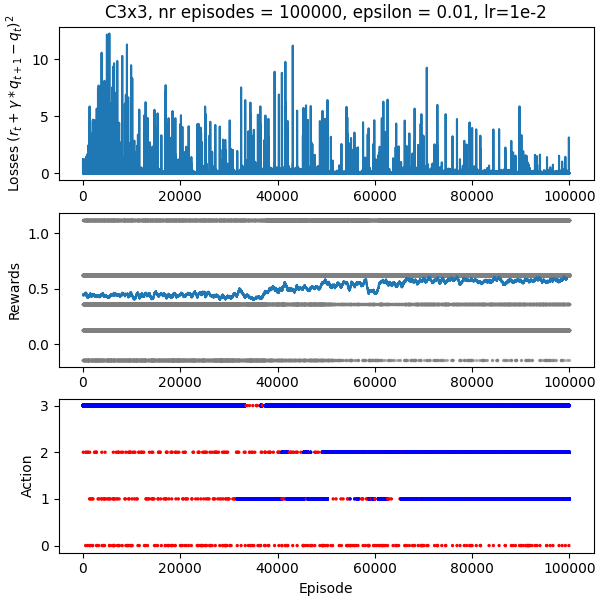 C3x3, nr episodes = 100000, epsilon = 0.01, lr=1e-2
Losses $(r_t + \gamma * q_{t+1} - q_t)^2$
10
5
0
0 20000 40000 60000 80000 100000
Rewards
1.0
0.5
0.0
0 20000 40000 60000 80000 100000
Action
3
2
1
0
0 20000 40000 60000 80000 100000
Episode